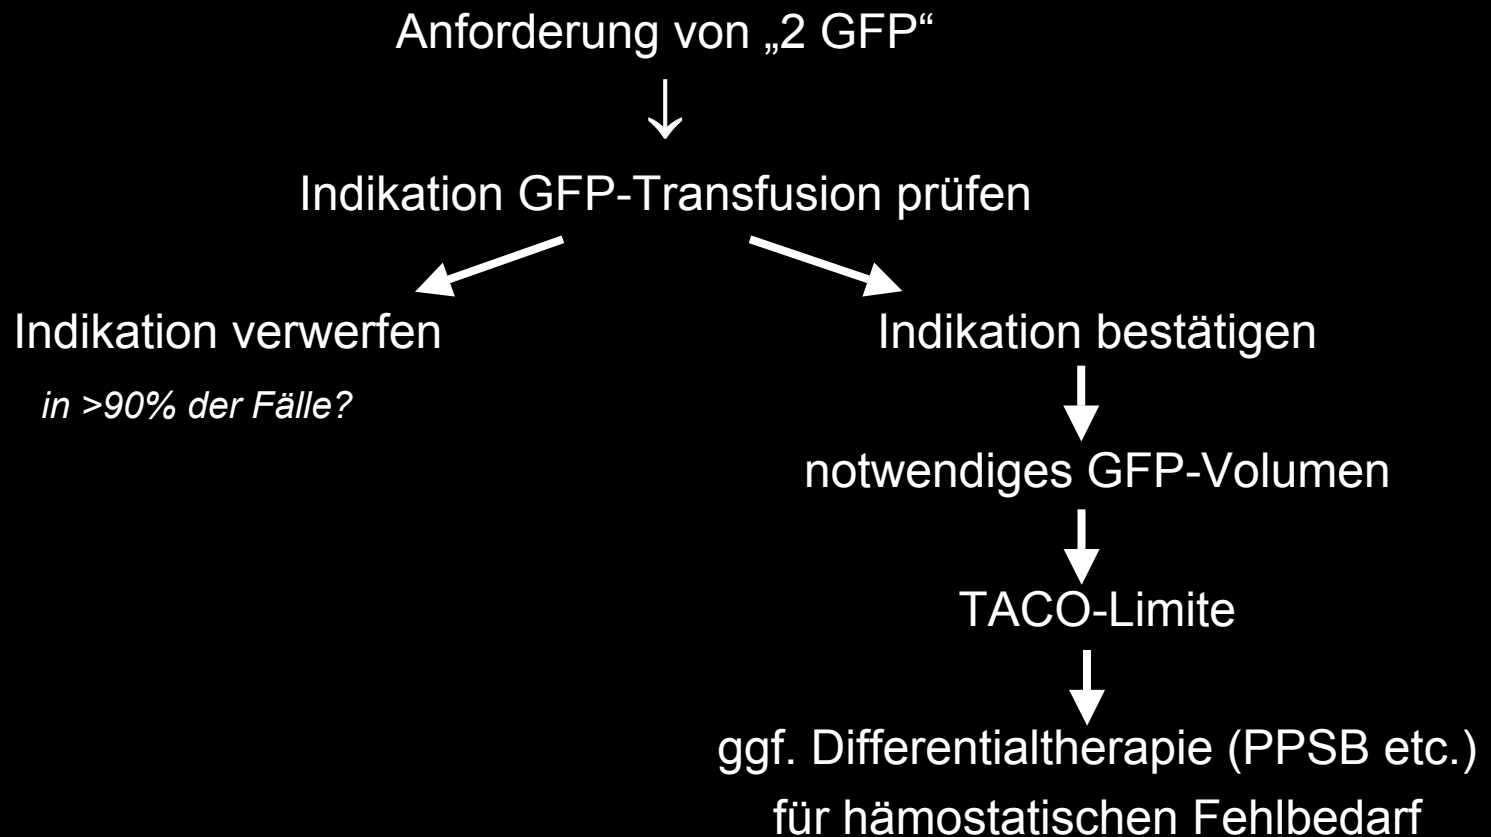 Anforderung von „2 GFP“
Indikation GFP-Transfusion prüfen
Indikation verwerfen
in >90% der Fälle?
Indikation bestätigen
notwendiges GFP-Volumen
TACO-Limite
ggf. Differentialtherapie (PPSB etc.)
für hämostatischen Fehlbedarf